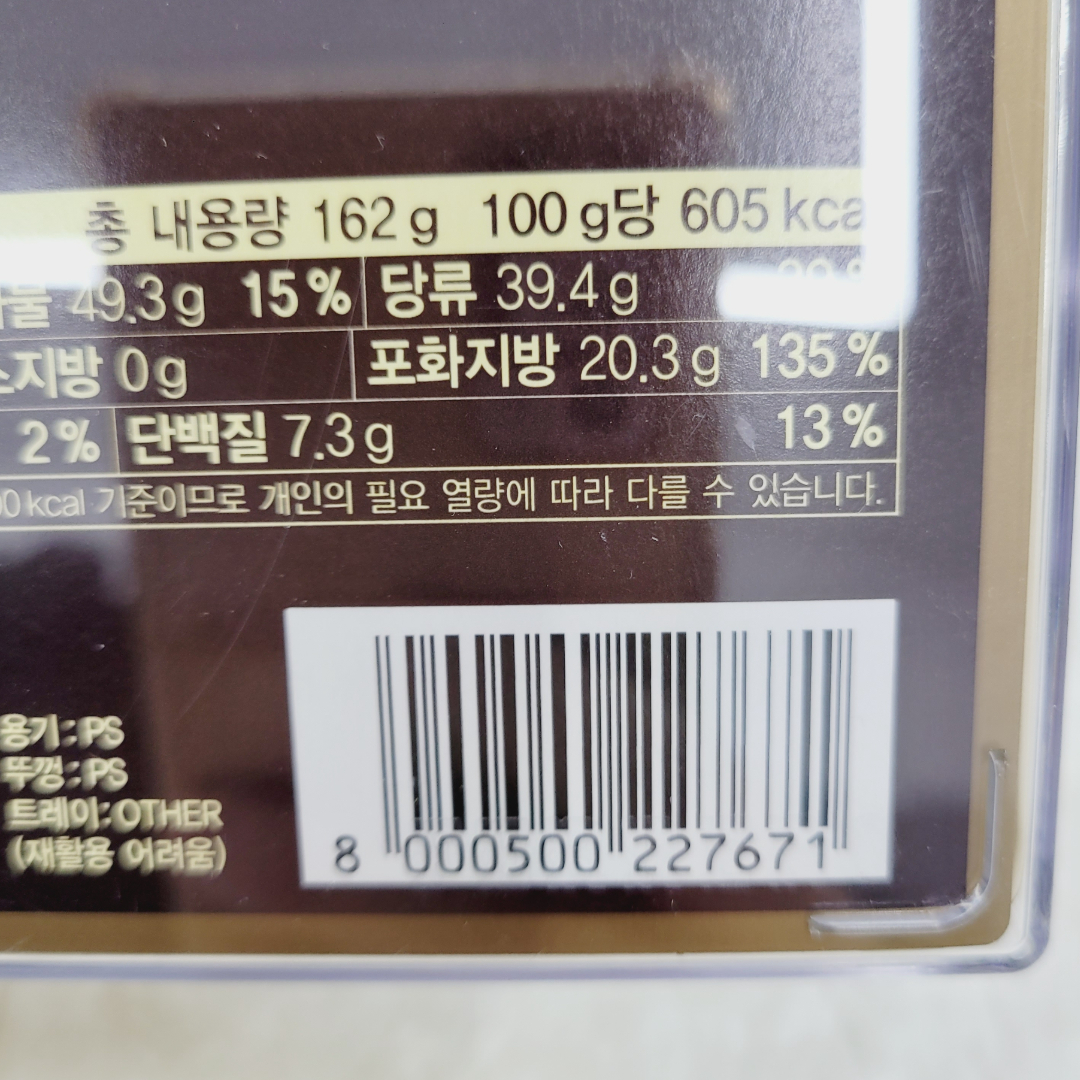 총 내용량 162 g 100 g당 605 kca
49.3 g 15 % 당류 39.4 g
지방 0 g 포화지방 20.3 g 135 %
2 % 단백질 7.3 g 13 %
kcal 기준이므로 개인의 필요 열량에 따라 다를 수 있습니다.
용기 : PS
뚜껑 : PS
트레이 : OTHER
(재활용 어려움)
8 000500 227671